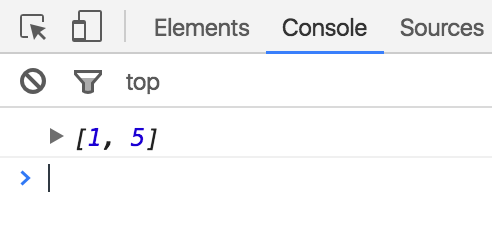 Elements Console Sources
top
[1, 5]